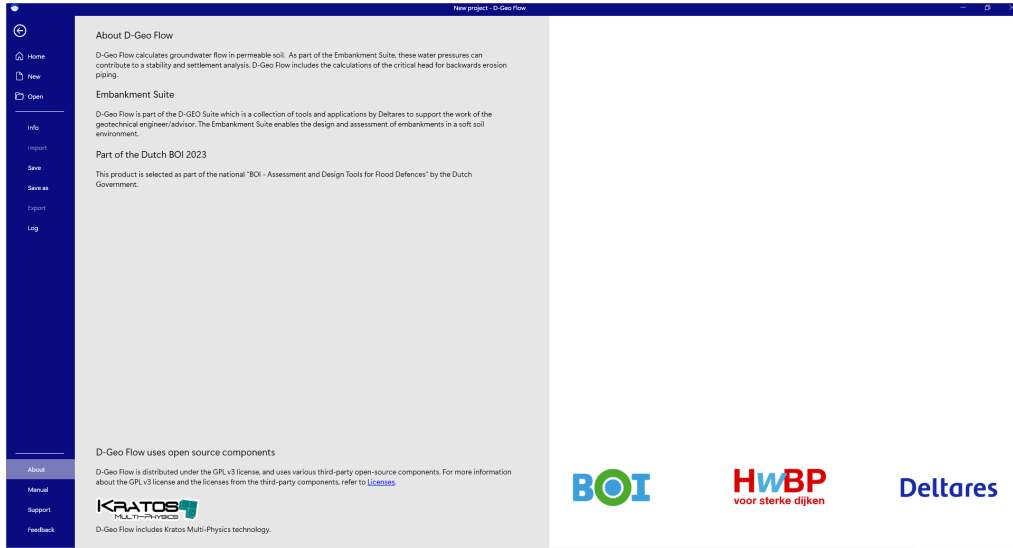 New project - D-Geo Flow
Home
New
Open
Info
Import
Save
Save as
Export
Log
About
Manual
Support
Feedback
About D-Geo Flow
D-Geo Flow calculates groundwater flow in permeable soil. As part of the Embankment Suite, these water pressures can
contribute to a stability and settlement analysis. D-Geo Flow includes the calculations of the critical head for backwards erosion
piping.
Embankment Suite
D-Geo Flow is part of the D-GEO Suite which is a collection of tools and applications by Deltares to support the work of the
geotechnical engineer/advisor. The Embankment Suite enables the design and assessment of embankments in a soft soil
environment.
Part of the Dutch BOI 2023
This product is selected as part of the national "BOI - Assessment and Design Tools for Flood Defences" by the Dutch
Government.
D-Geo Flow uses open source components
D-Geo Flow is distributed under the GPL v3 license, and uses various third-party open-source components. For more information
about the GPL v3 license and the licenses from the third-party components, refer to Licenses.
KRATOS
MULTI-PHYSICS
D-Geo Flow includes Kratos Multi-Physics technology.
BOI
HWBP
voor sterke dijken
Deltares